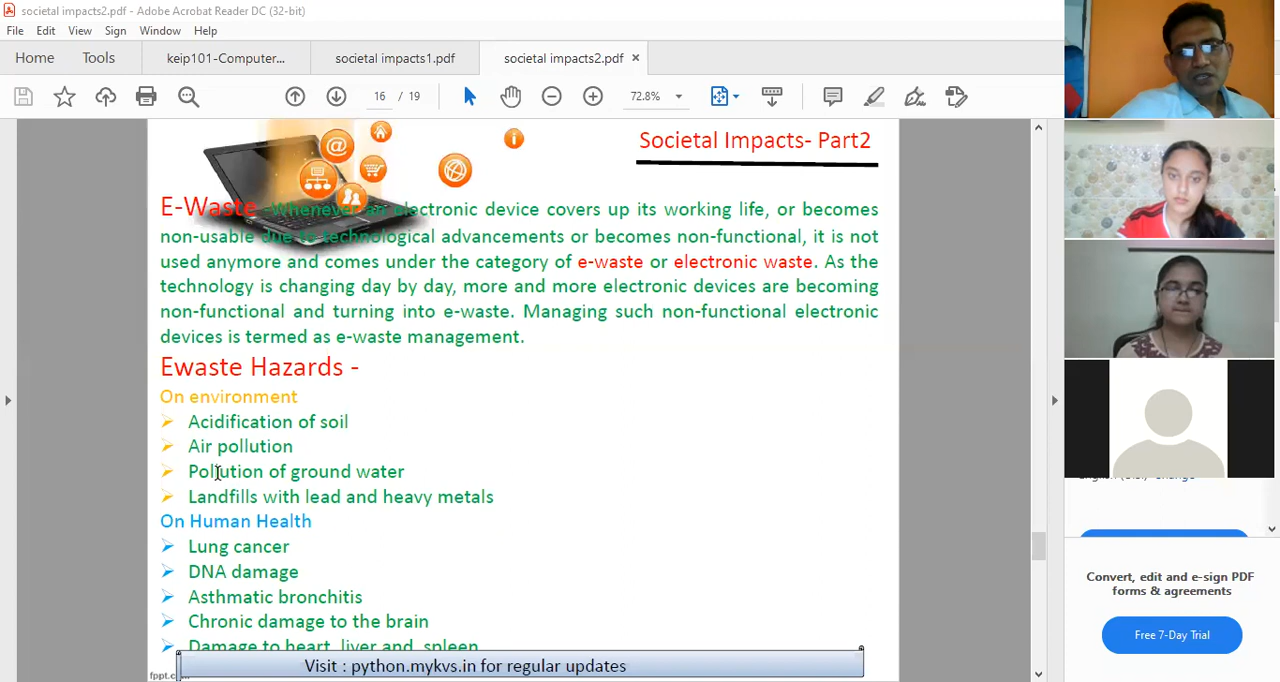 societal impacts2.pdf - Adobe Acrobat Reader DC (32-bit)
File Edit View Sign Window Help
Home Tools keip101-Computer... societal impacts1.pdf societal impacts2.pdf ×
16 / 19 72.8%
Societal Impacts- Part2
E-Waste -Whenever an electronic device covers up its working life, or becomes
non-usable due to technological advancements or becomes non-functional, it is not
used anymore and comes under the category of e-waste or electronic waste. As the
technology is changing day by day, more and more electronic devices are becoming
non-functional and turning into e-waste. Managing such non-functional electronic
devices is termed as e-waste management.
Ewaste Hazards -
On environment
Acidification of soil
Air pollution
Pollution of ground water
Landfills with lead and heavy metals
On Human Health
Lung cancer
DNA damage
Asthmatic bronchitis
Chronic damage to the brain
Damage to heart, liver and spleen
Visit : python.mykvs.in for regular updates
Convert, edit and e-sign PDF
forms & agreements
Free 7-Day Trial